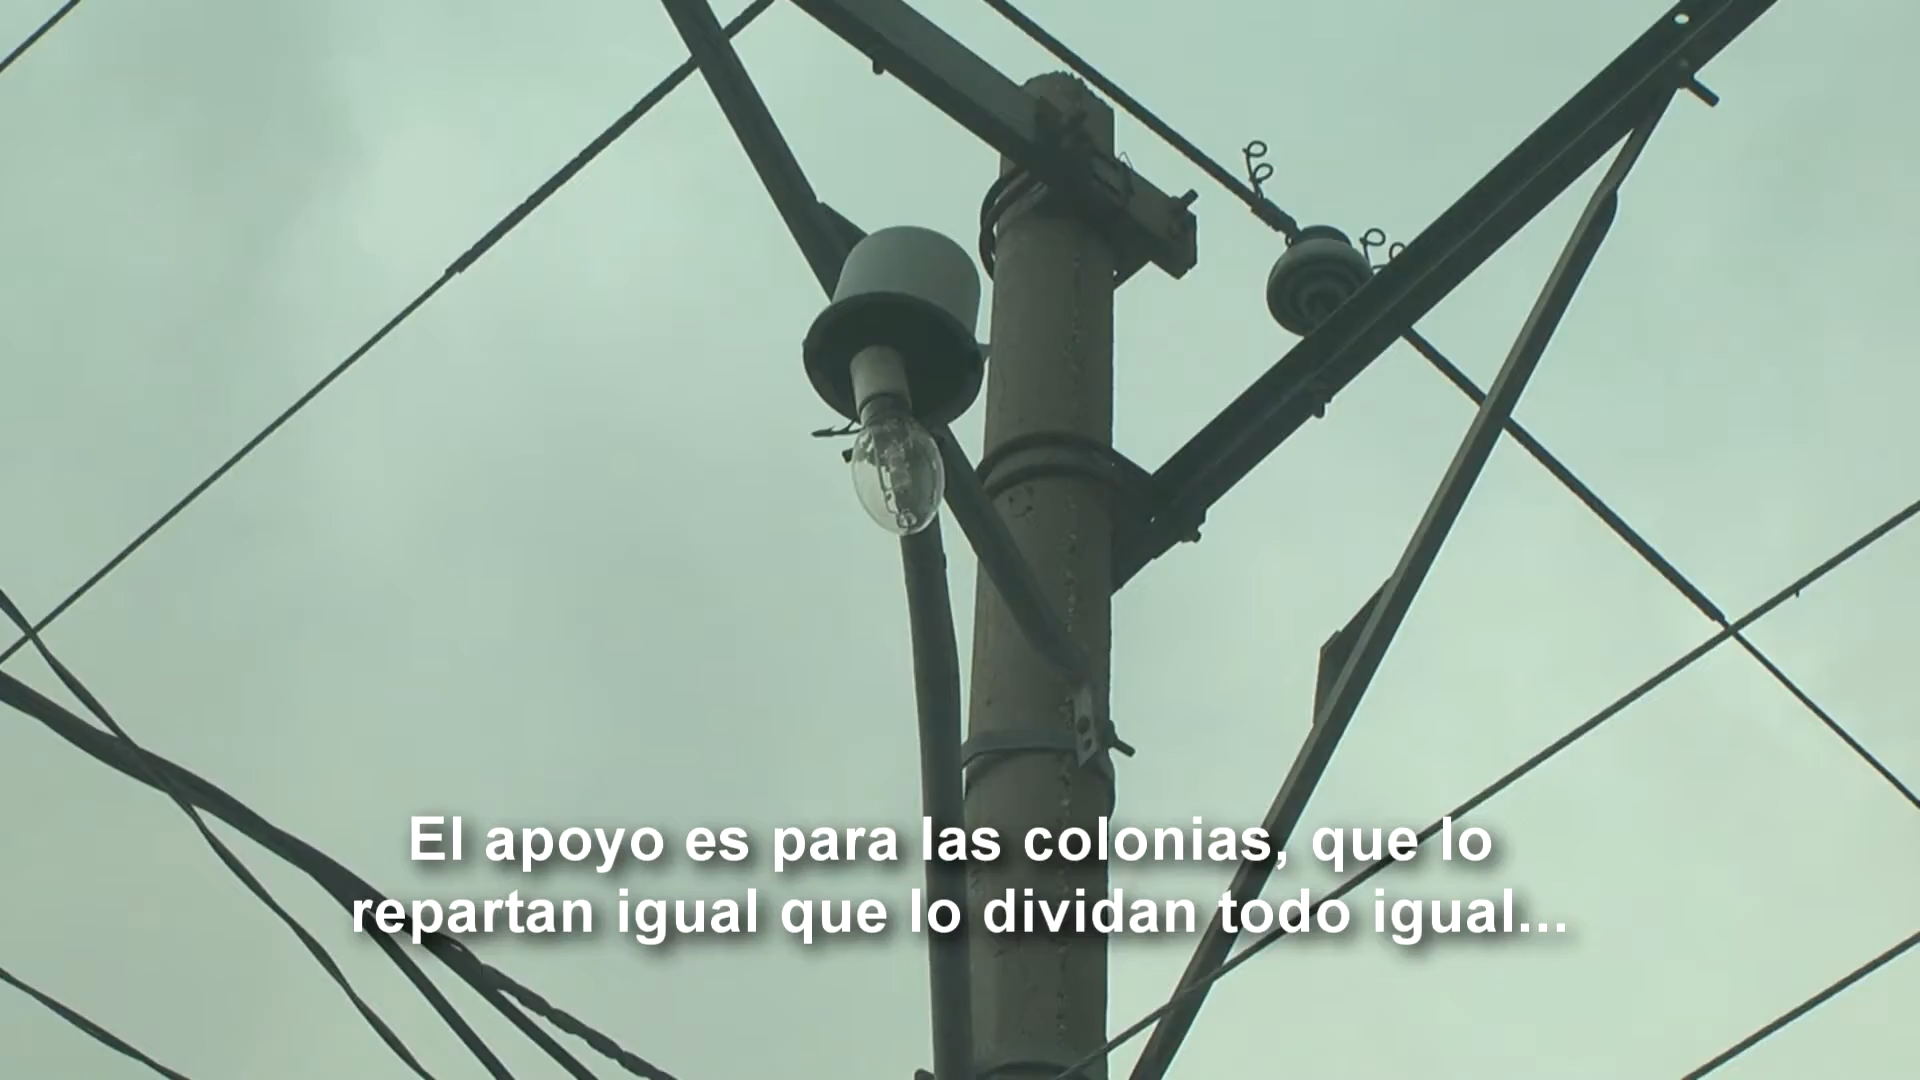 El apoyo es para las colonias, que lo
repartan igual que lo dividan todo igual...